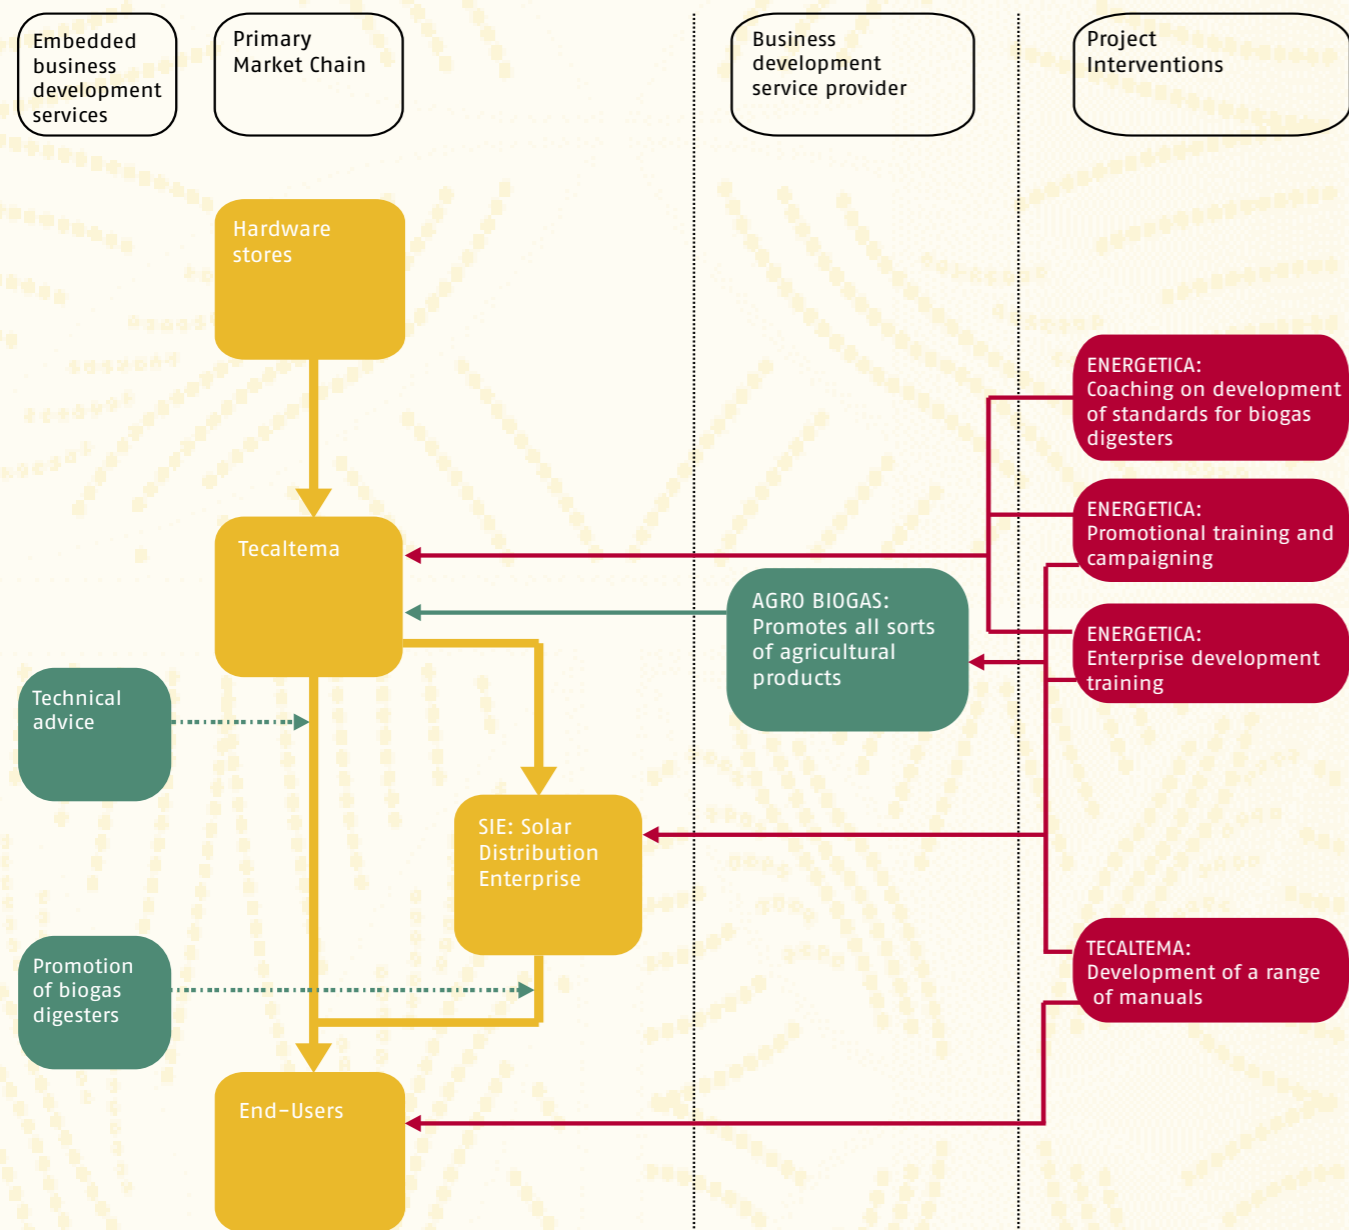 Embedded
business
development
services
Primary
Market Chain
Business
development
service provider
Project
Interventions
Hardware
stores
ENERGETICA:
Coaching on development
of standards for biogas
digesters
ENERGETICA:
Promotional training and
campaigning
Tecaltema
AGRO BIOGAS:
Promotes all sorts
of agricultural
products
ENERGETICA:
Enterprise development
training
Technical
advice
SIE: Solar
Distribution
Enterprise
Promotion
of biogas
digesters
TECALTEMA:
Development of a range
of manuals
End-Users